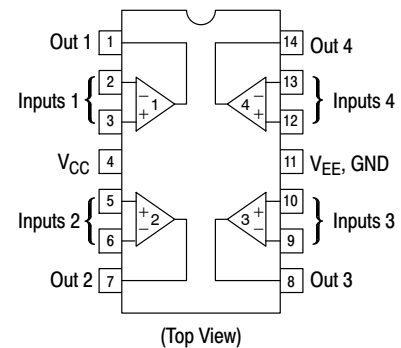 Out 1 1 14 Out 4
2 − 1 − 13
Inputs 1 4 Inputs 4
3 + + 12
VCC 4 11 VEE, GND
5 + + 10
Inputs 2 2 3 Inputs 3
6 − − 9
Out 2 7 8 Out 3
(Top View)